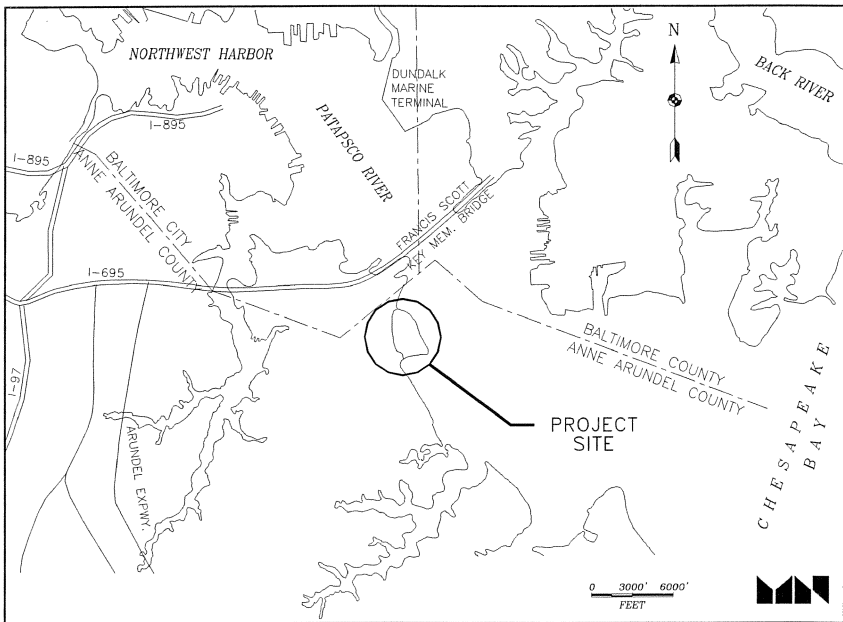 NORTHWEST HARBOR
N
DUNDALK
MARINE
TERMINAL
BACK RIVER
PATAPSCO RIVER
I-895
I-895
BALTIMORE CITY
ANNE ARUNDEL COUNTY
FRANCIS SCOTT
KEY MEM. BRIDGE
I-695
BALTIMORE COUNTY
ANNE ARUNDEL COUNTY
I-97
PROJECT
SITE
ARUNDEL EXPWY.
CHESAPEAKE
BAY
0 3000' 6000'
FEET